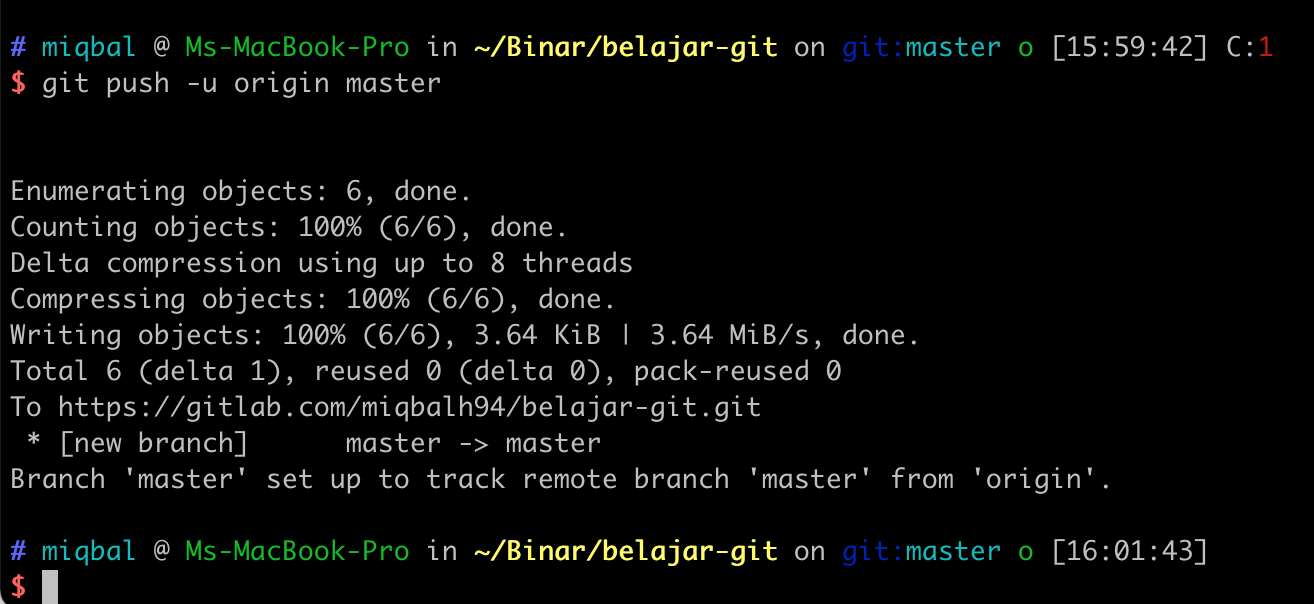 # miqbal @ Ms-MacBook-Pro in ~/Binar/belajar-git on git:master o [15:59:42] C:1
$ git push -u origin master
Enumerating objects: 6, done.
Counting objects: 100% (6/6), done.
Delta compression using up to 8 threads
Compressing objects: 100% (6/6), done.
Writing objects: 100% (6/6), 3.64 KiB | 3.64 MiB/s, done.
Total 6 (delta 1), reused 0 (delta 0), pack-reused 0
To https://gitlab.com/miqbalh94/belajar-git.git
 * [new branch]      master -> master
Branch 'master' set up to track remote branch 'master' from 'origin'.
# miqbal @ Ms-MacBook-Pro in ~/Binar/belajar-git on git:master o [16:01:43]
$